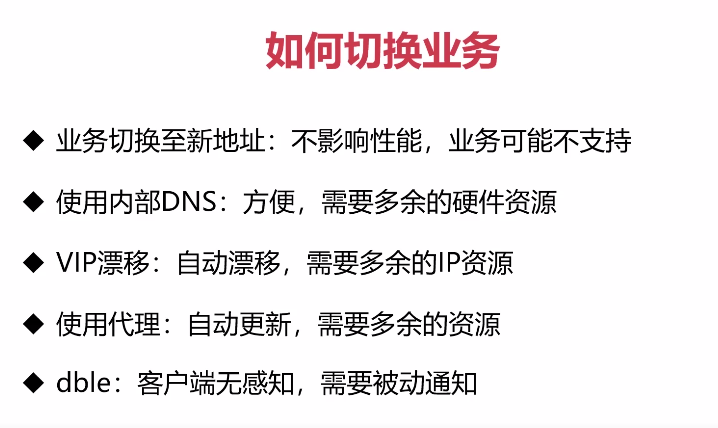 如何切换业务
◆ 业务切换至新地址：不影响性能，业务可能不支持
◆ 使用内部DNS：方便，需要多余的硬件资源
◆ VIP漂移：自动漂移，需要多余的IP资源
◆ 使用代理：自动更新，需要多余的资源
◆ dble：客户端无感知，需要被动通知